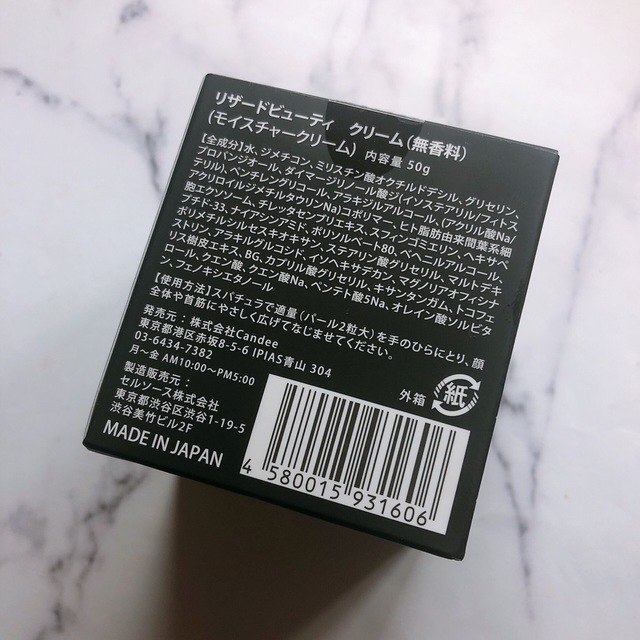 リザードビューティ クリーム（無香料）
（モイスチャークリーム） 内容量 50g
【全成分】水、ジメチコン、ミリスチン酸オクチルドデシル、グリセリン、
プロパンジオール、ダイマージリノール酸ジ(イソステアリル/フィトス
テリル)、ペンチレングリコール、アラキジルアルコール、(アクリル酸Na/
アクリロイルジメチルタウリンNa)コポリマー、ヒト脂肪由来間葉系細
胞エクソソーム、テレッタセンブリエキス、スフィンゴミエリン、ヘキサペ
プチド-33、ナイアシンアミド、ポリソルベート80、ベヘニルアルコール、
ポリメチルシルセスキオキサン、ステアリン酸グリセリル、マルトデキ
ストリン、アラキルグルコシド、イソヘキサデカン、マグノリアオフィシナ
リス樹皮エキス、BG、カプリル酸グリセリル、キサンタンガム、トコフェ
ロール、クエン酸、クエン酸Na、ペンテト酸5Na、オレイン酸ソルビタ
ン、フェノキシエタノール
【使用方法】スパチュラで適量（パール2粒大）を手のひらにとり、顔
全体や首筋にやさしく広げてなじませてください。
発売元： 株式会社Candee
東京都港区赤坂8-5-6 IPIAS青山 304
03-6434-7382
月～金 AM10:00～PM5:00
製造販売元：
セルソース株式会社
東京都渋谷区渋谷1-19-5
渋谷美竹ビル2F
MADE IN JAPAN
外箱 紙
4 580015 931606